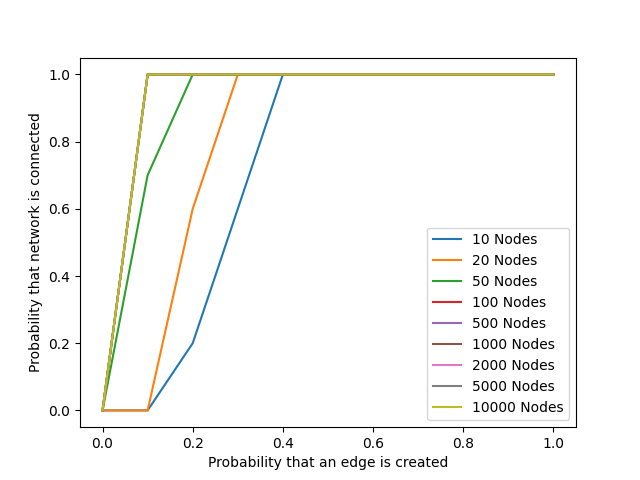 1.0
0.8
0.6
0.4
0.2
0.0
Probability that network is connected
10 Nodes
20 Nodes
50 Nodes
100 Nodes
500 Nodes
1000 Nodes
2000 Nodes
5000 Nodes
10000 Nodes
0.0 0.2 0.4 0.6 0.8 1.0
Probability that an edge is created